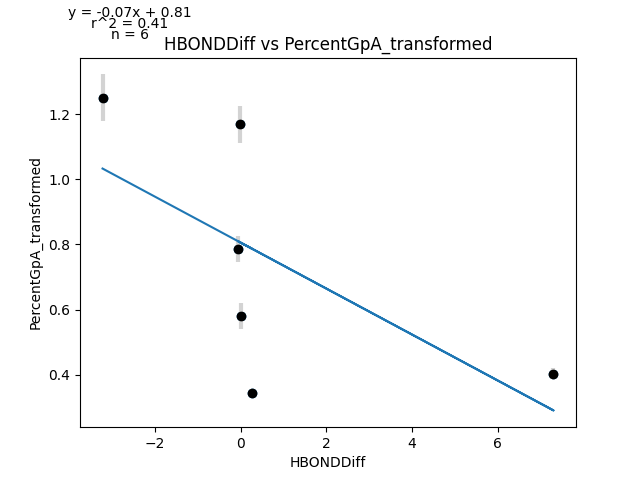 y = -0.07x + 0.81
r^2 = 0.41
n = 6
HBONDDiff vs PercentGpA_transformed
PercentGpA_transformed
1.2
1.0
0.8
0.6
0.4
−2
0
2
4
6
HBONDDiff